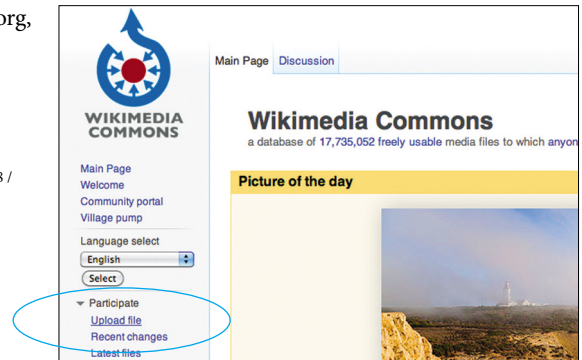 org,
8 /
WIKIMEDIA
COMMONS
Main Page
Welcome
Community portal
Village pump
Language select
English
Select
Participate
Upload file
Recent changes
Latest files
Main Page Discussion
Wikimedia Commons
a database of 17,735,052 freely usable media files to which anyon
Picture of the day